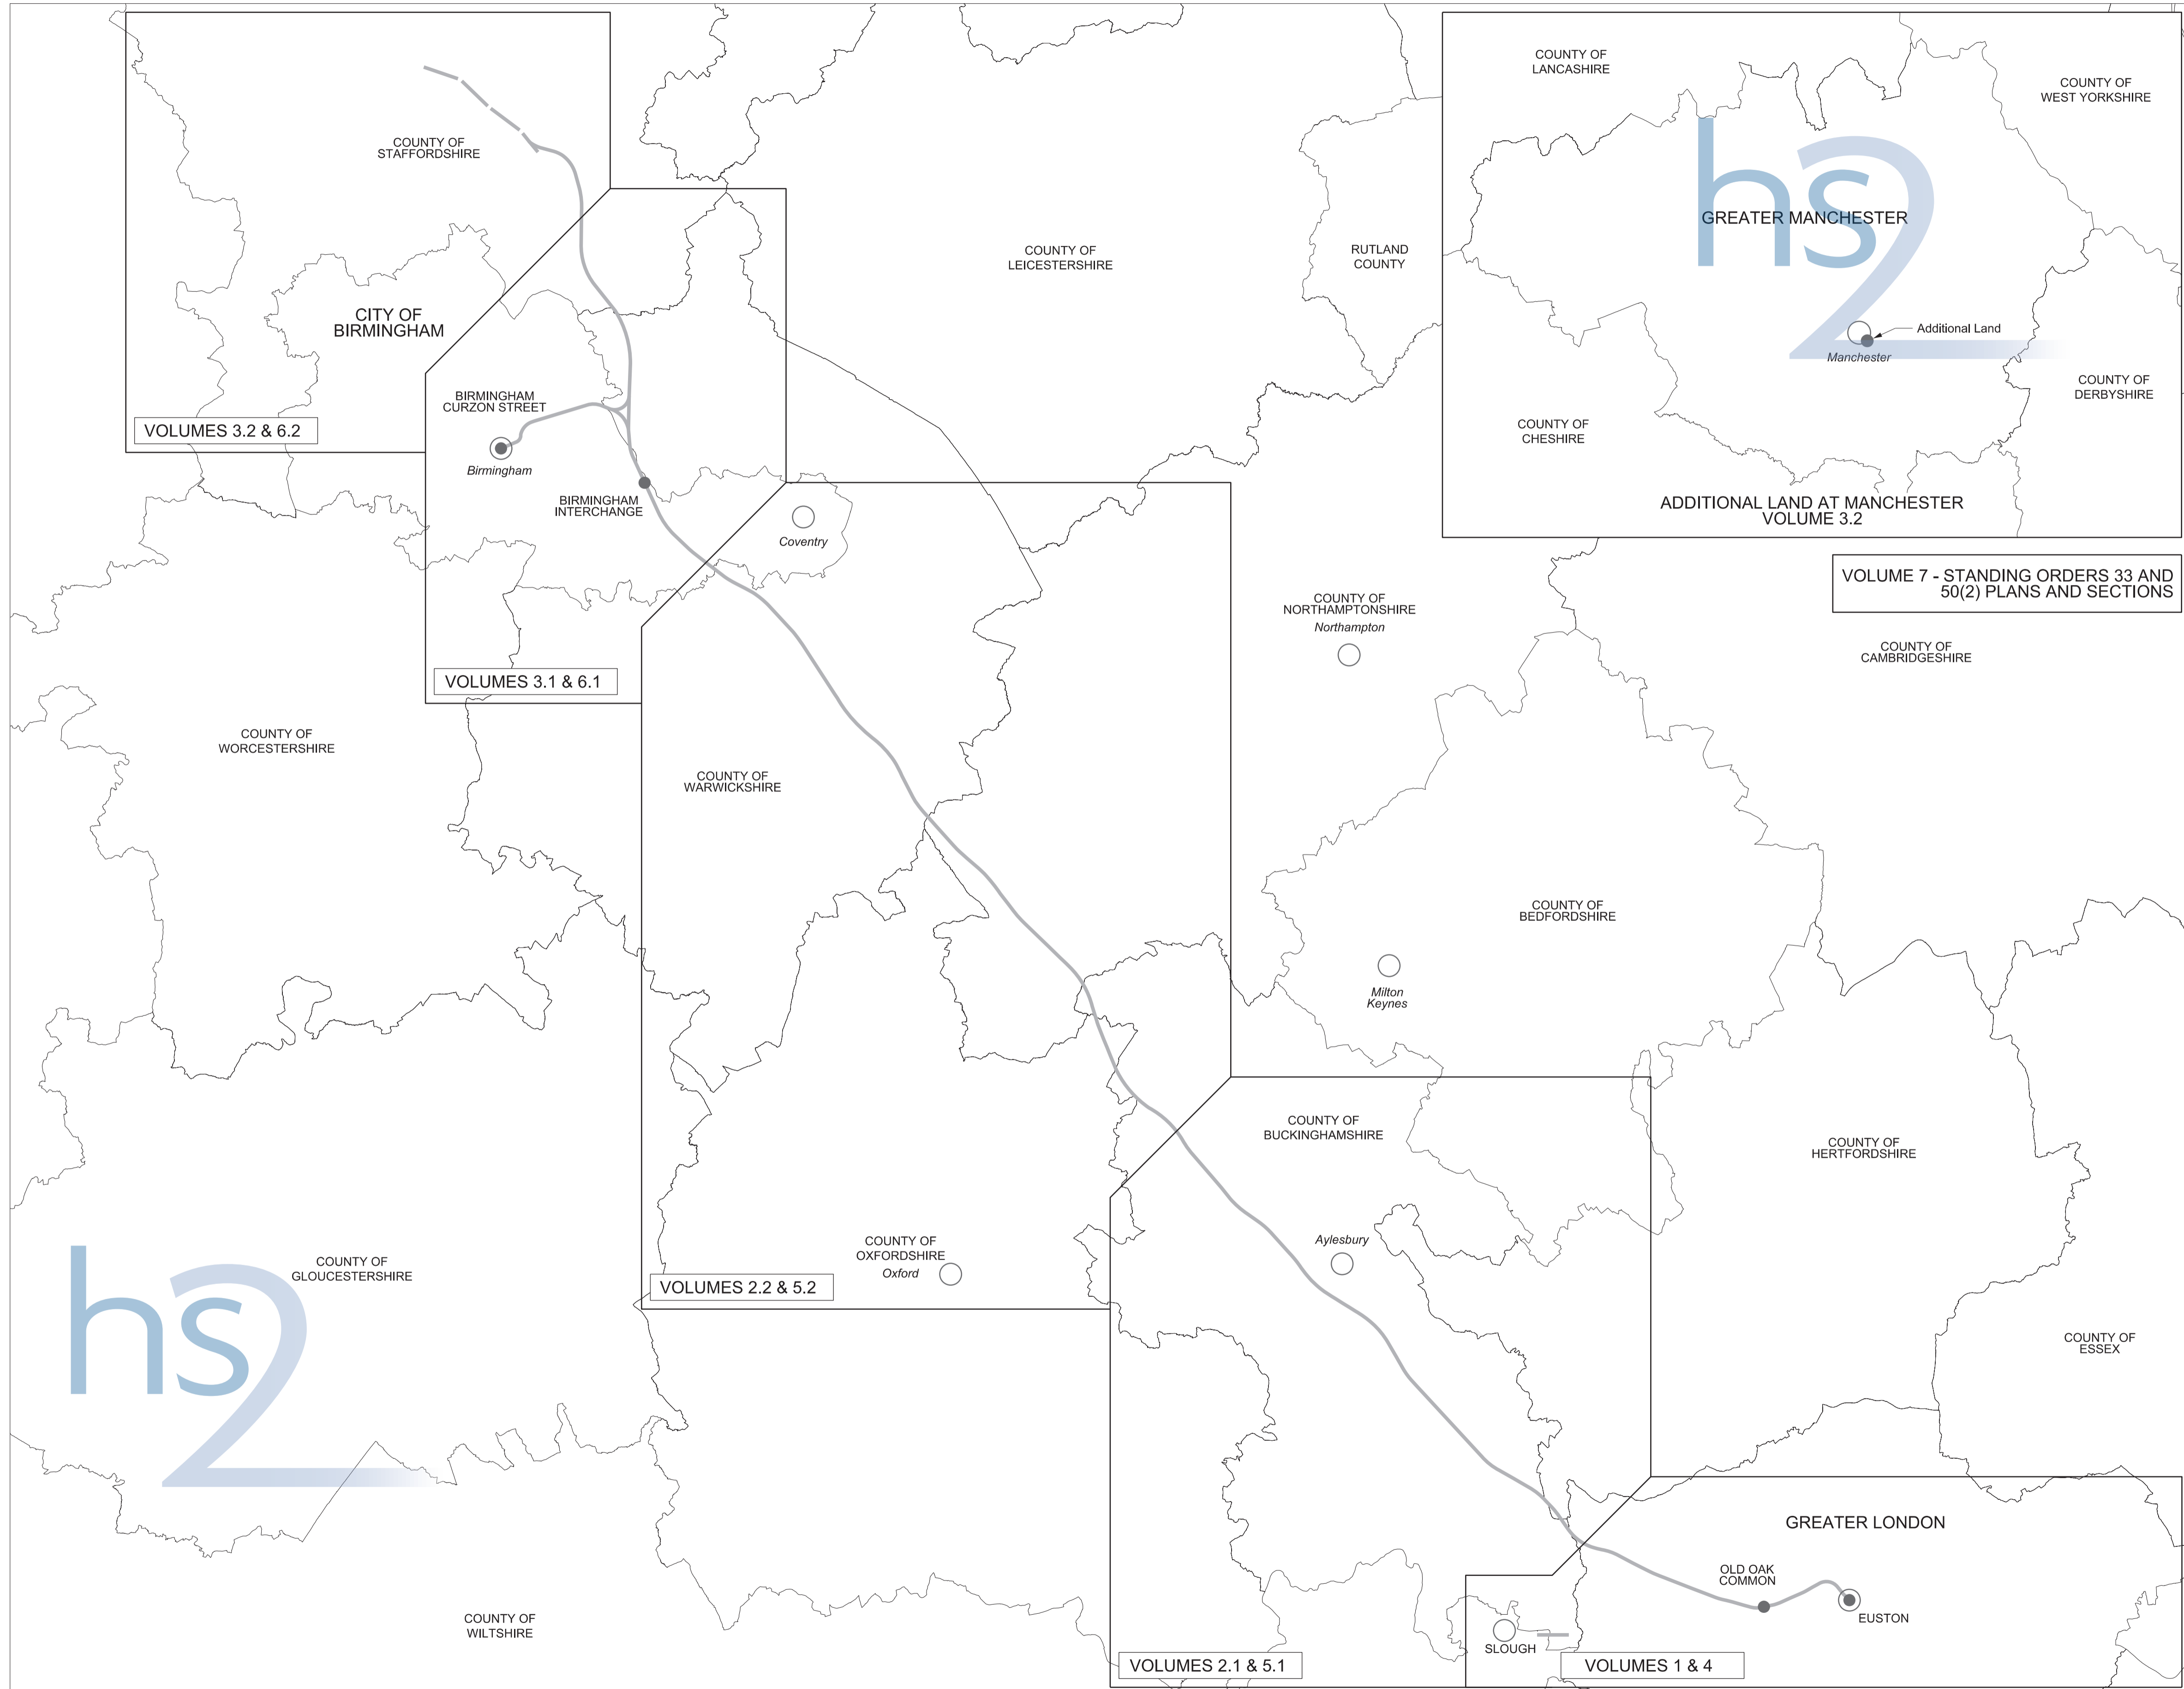 COUNTY OF
STAFFORDSHIRE
CITY OF
BIRMINGHAM
VOLUMES 3.2 & 6.2
BIRMINGHAM
CURZON STREET
Birmingham
BIRMINGHAM
INTERCHANGE
VOLUMES 3.1 & 6.1
COUNTY OF
LEICESTERSHIRE
RUTLAND
COUNTY
COUNTY OF
LANCASHIRE
COUNTY OF
WEST YORKSHIRE
hs2
GREATER MANCHESTER
Additional Land
Manchester
COUNTY OF
DERBYSHIRE
COUNTY OF
CHESHIRE
ADDITIONAL LAND AT MANCHESTER
VOLUME 3.2
VOLUME 7 - STANDING ORDERS 33 AND
50(2) PLANS AND SECTIONS
Coventry
COUNTY OF
NORTHAMPTONSHIRE
Northampton
COUNTY OF
CAMBRIDGESHIRE
COUNTY OF
WORCESTERSHIRE
COUNTY OF
WARWICKSHIRE
COUNTY OF
BEDFORDSHIRE
Milton
Keynes
COUNTY OF
BUCKINGHAMSHIRE
COUNTY OF
HERTFORDSHIRE
COUNTY OF
GLOUCESTERSHIRE
hs2
COUNTY OF
OXFORDSHIRE
Oxford
VOLUMES 2.2 & 5.2
Aylesbury
COUNTY OF
ESSEX
GREATER LONDON
OLD OAK
COMMON
EUSTON
COUNTY OF
WILTSHIRE
SLOUGH
VOLUMES 2.1 & 5.1
VOLUMES 1 & 4